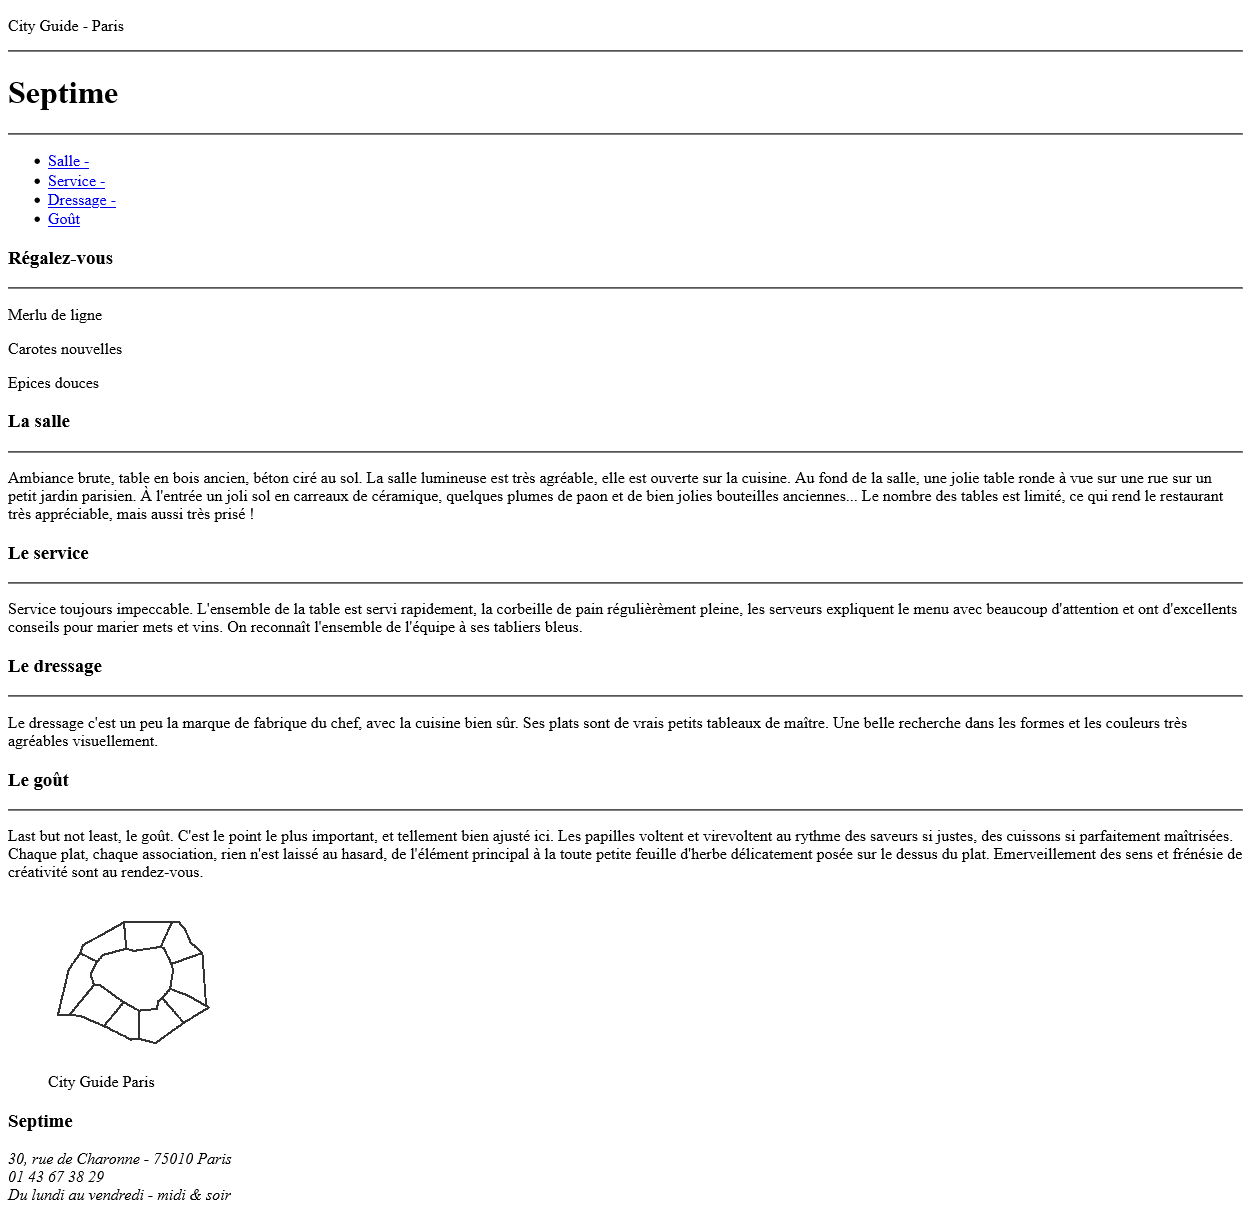 City Guide - Paris
Septime
Salle -
Service -
Dressage -
Goût
Régalez-vous
Merlu de ligne
Carotes nouvelles
Epices douces
La salle
Ambiance brute, table en bois ancien, béton ciré au sol. La salle lumineuse est très agréable, elle est ouverte sur la cuisine. Au fond de la salle, une jolie table ronde à vue sur une rue sur un
petit jardin parisien. À l'entrée un joli sol en carreaux de céramique, quelques plumes de paon et de bien jolies bouteilles anciennes... Le nombre des tables est limité, ce qui rend le restaurant
très appréciable, mais aussi très prisé !
Le service
Service toujours impeccable. L'ensemble de la table est servi rapidement, la corbeille de pain régulièrèment pleine, les serveurs expliquent le menu avec beaucoup d'attention et ont d'excellents
conseils pour marier mets et vins. On reconnaît l'ensemble de l'équipe à ses tabliers bleus.
Le dressage
Le dressage c'est un peu la marque de fabrique du chef, avec la cuisine bien sûr. Ses plats sont de vrais petits tableaux de maître. Une belle recherche dans les formes et les couleurs très
agréables visuellement.
Le goût
Last but not least, le goût. C'est le point le plus important, et tellement bien ajusté ici. Les papilles voltent et virevoltent au rythme des saveurs si justes, des cuissons si parfaitement maîtrisées.
Chaque plat, chaque association, rien n'est laissé au hasard, de l'élément principal à la toute petite feuille d'herbe délicatement posée sur le dessus du plat. Emerveillement des sens et frénésie de
créativité sont au rendez-vous.
City Guide Paris
Septime
30, rue de Charonne - 75010 Paris
01 43 67 38 29
Du lundi au vendredi - midi & soir